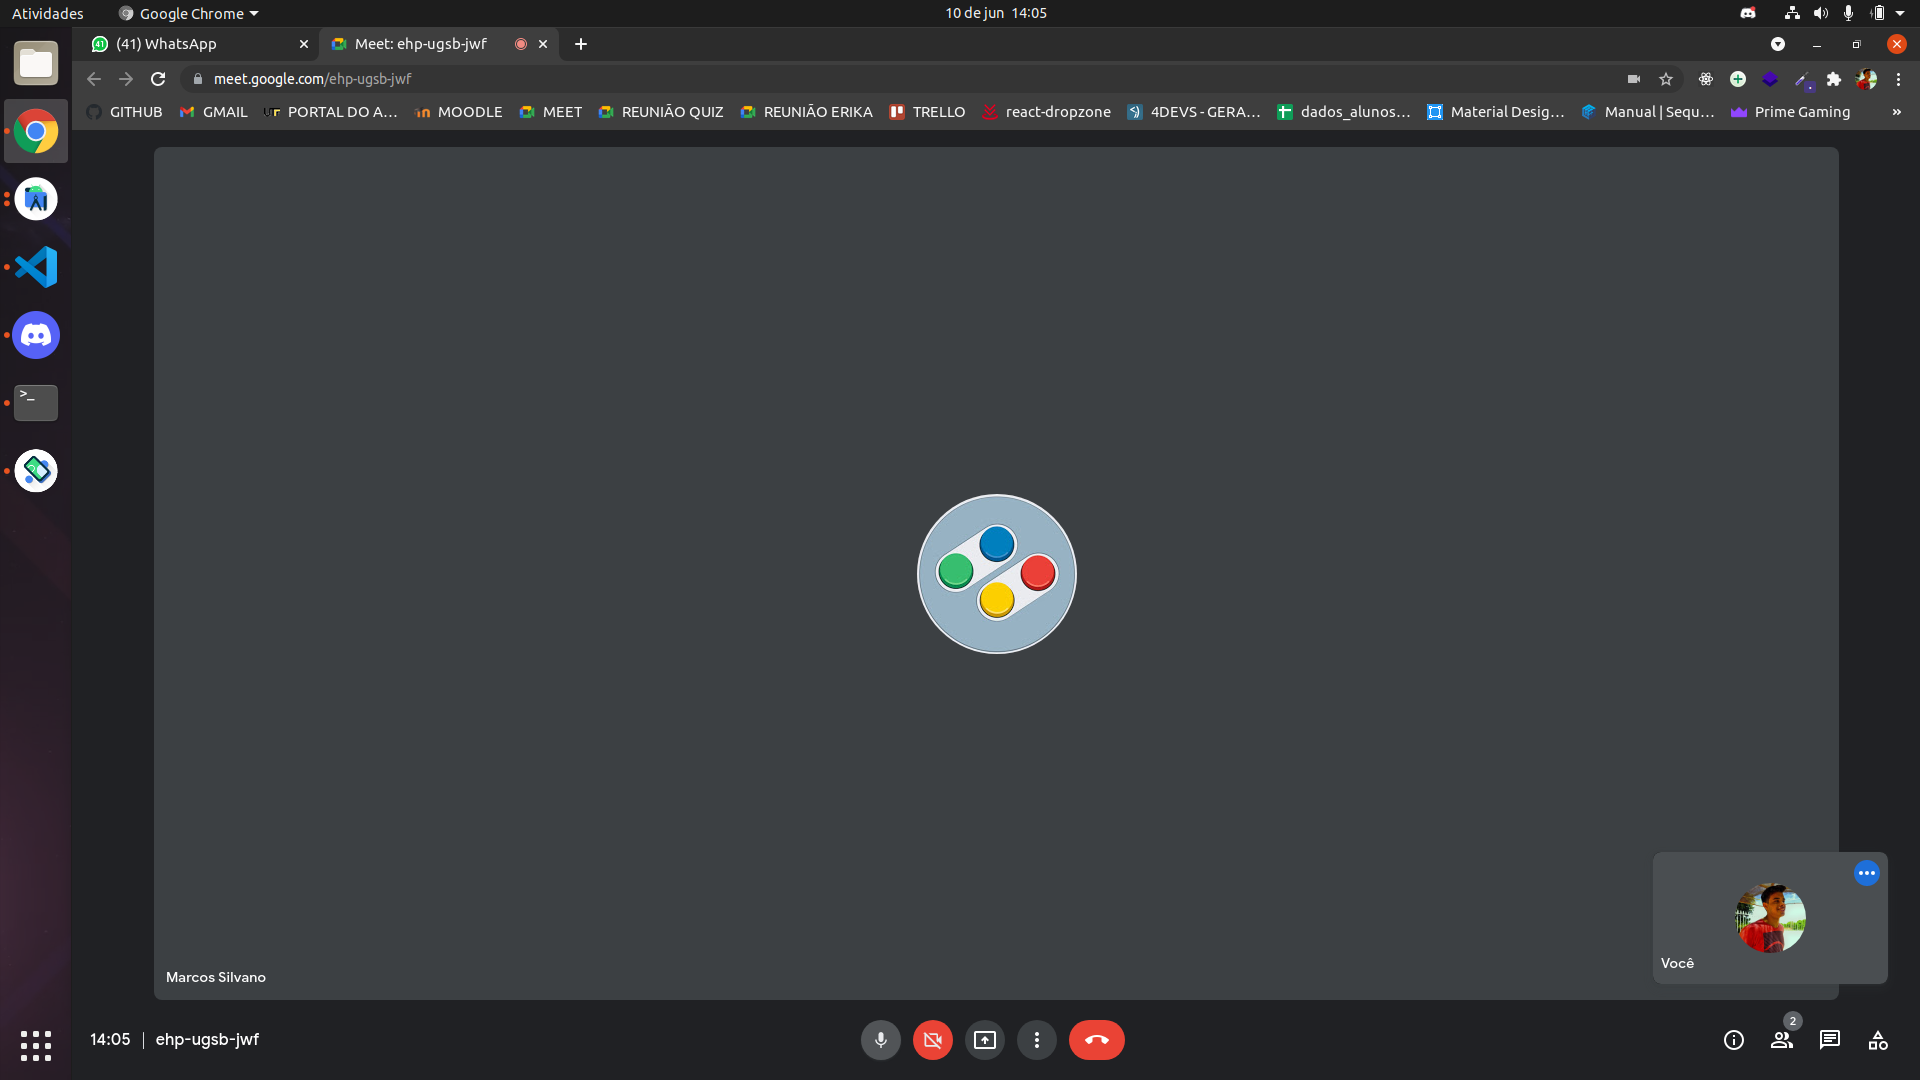 Atividades
Google Chrome
10 de jun 14:05
(41) WhatsApp
Meet: ehp-ugsb-jwf
meet.google.com/ehp-ugsb-jwf
GITHUB
GMAIL
PORTAL DO A...
MOODLE
MEET
REUNIÃO QUIZ
REUNIÃO ERIKA
TRELLO
react-dropzone
4DEVS - GERA...
dados_alunos...
Material Desig...
Manual | Sequ...
Prime Gaming
»
>_
Marcos Silvano
Você
14:05 | ehp-ugsb-jwf
2